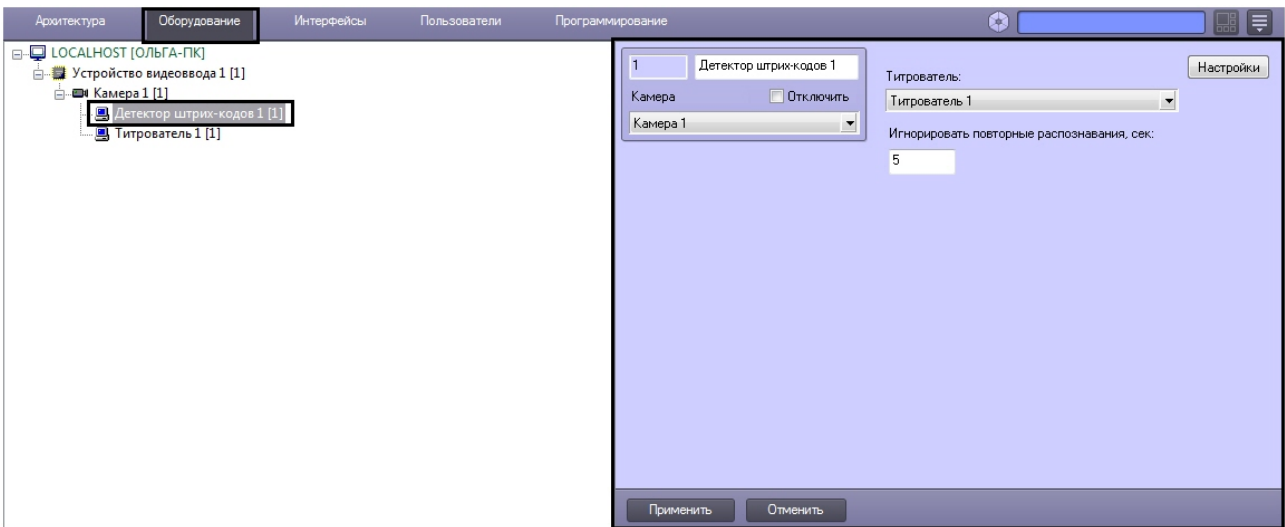 Архитектура Оборудование Интерфейсы Пользователи Программирование
LOCALHOST [ОЛЬГА-ПК]
Устройство видеоввода 1 [1]
Камера 1 [1]
Детектор штрих-кодов 1 [1]
Титрователь 1 [1]
1 Детектор штрих-кодов 1
Камера Отключить
Камера 1
Титрователь:
Титрователь 1
Игнорировать повторные распознавания, сек:
5
Настройки
Применить Отменить